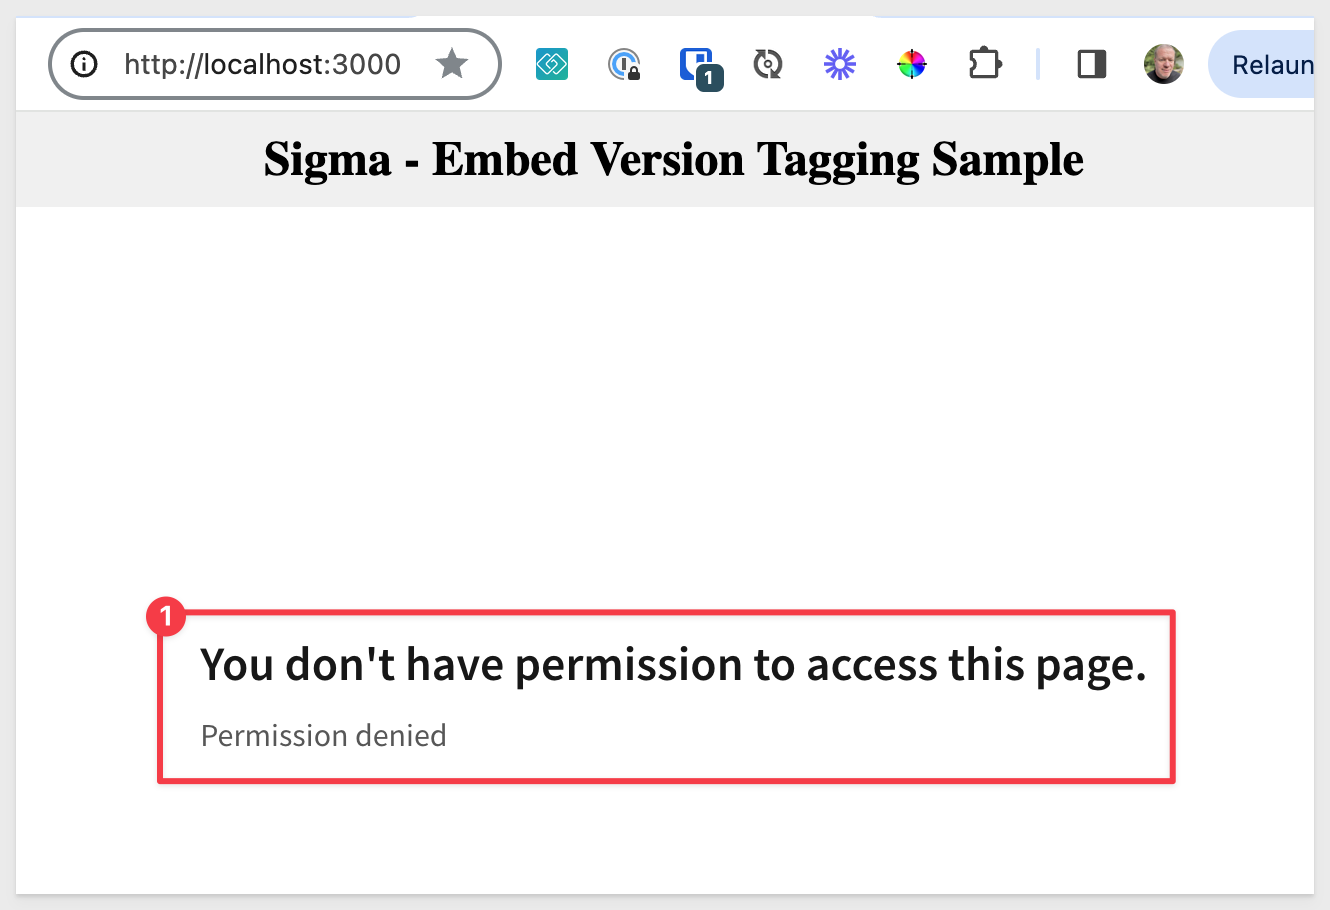 http://localhost:3000
1
Relaun
Sigma - Embed Version Tagging Sample
1
You don't have permission to access this page.
Permission denied